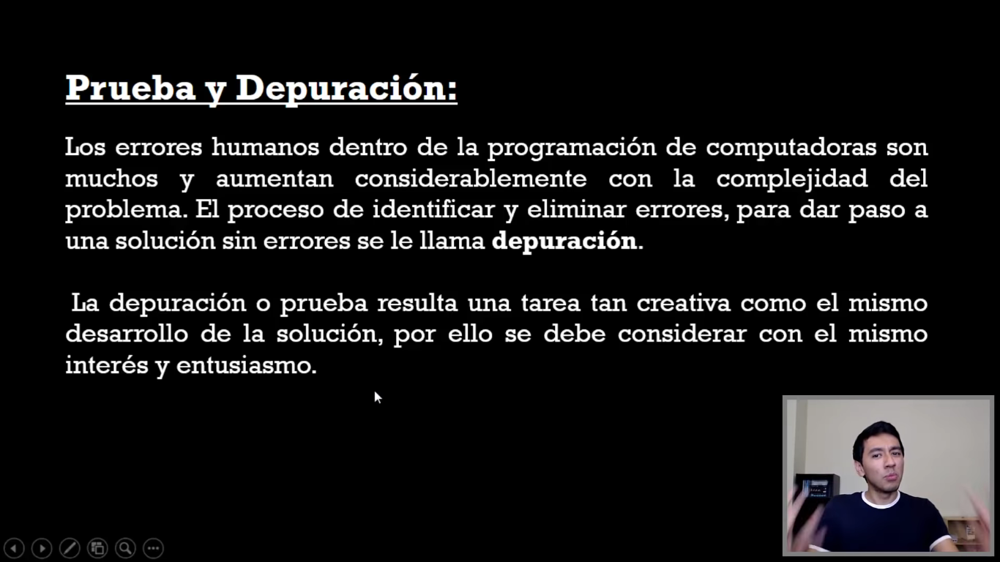 Prueba y Depuración:
Los errores humanos dentro de la programación de computadoras son
muchos y aumentan considerablemente con la complejidad del
problema. El proceso de identificar y eliminar errores, para dar paso a
una solución sin errores se le llama depuración.
La depuración o prueba resulta una tarea tan creativa como el mismo
desarrollo de la solución, por ello se debe considerar con el mismo
interés y entusiasmo.